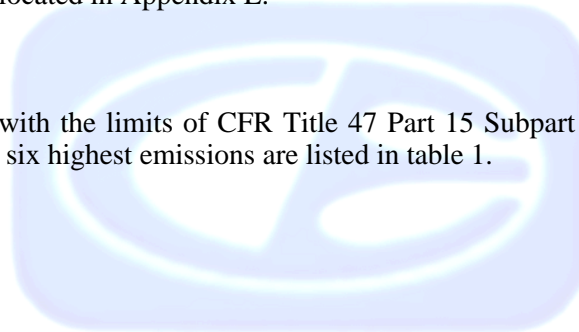 located in Appendix E.
with the limits of CFR Title 47 Part 15 Subpart
six highest emissions are listed in table 1.